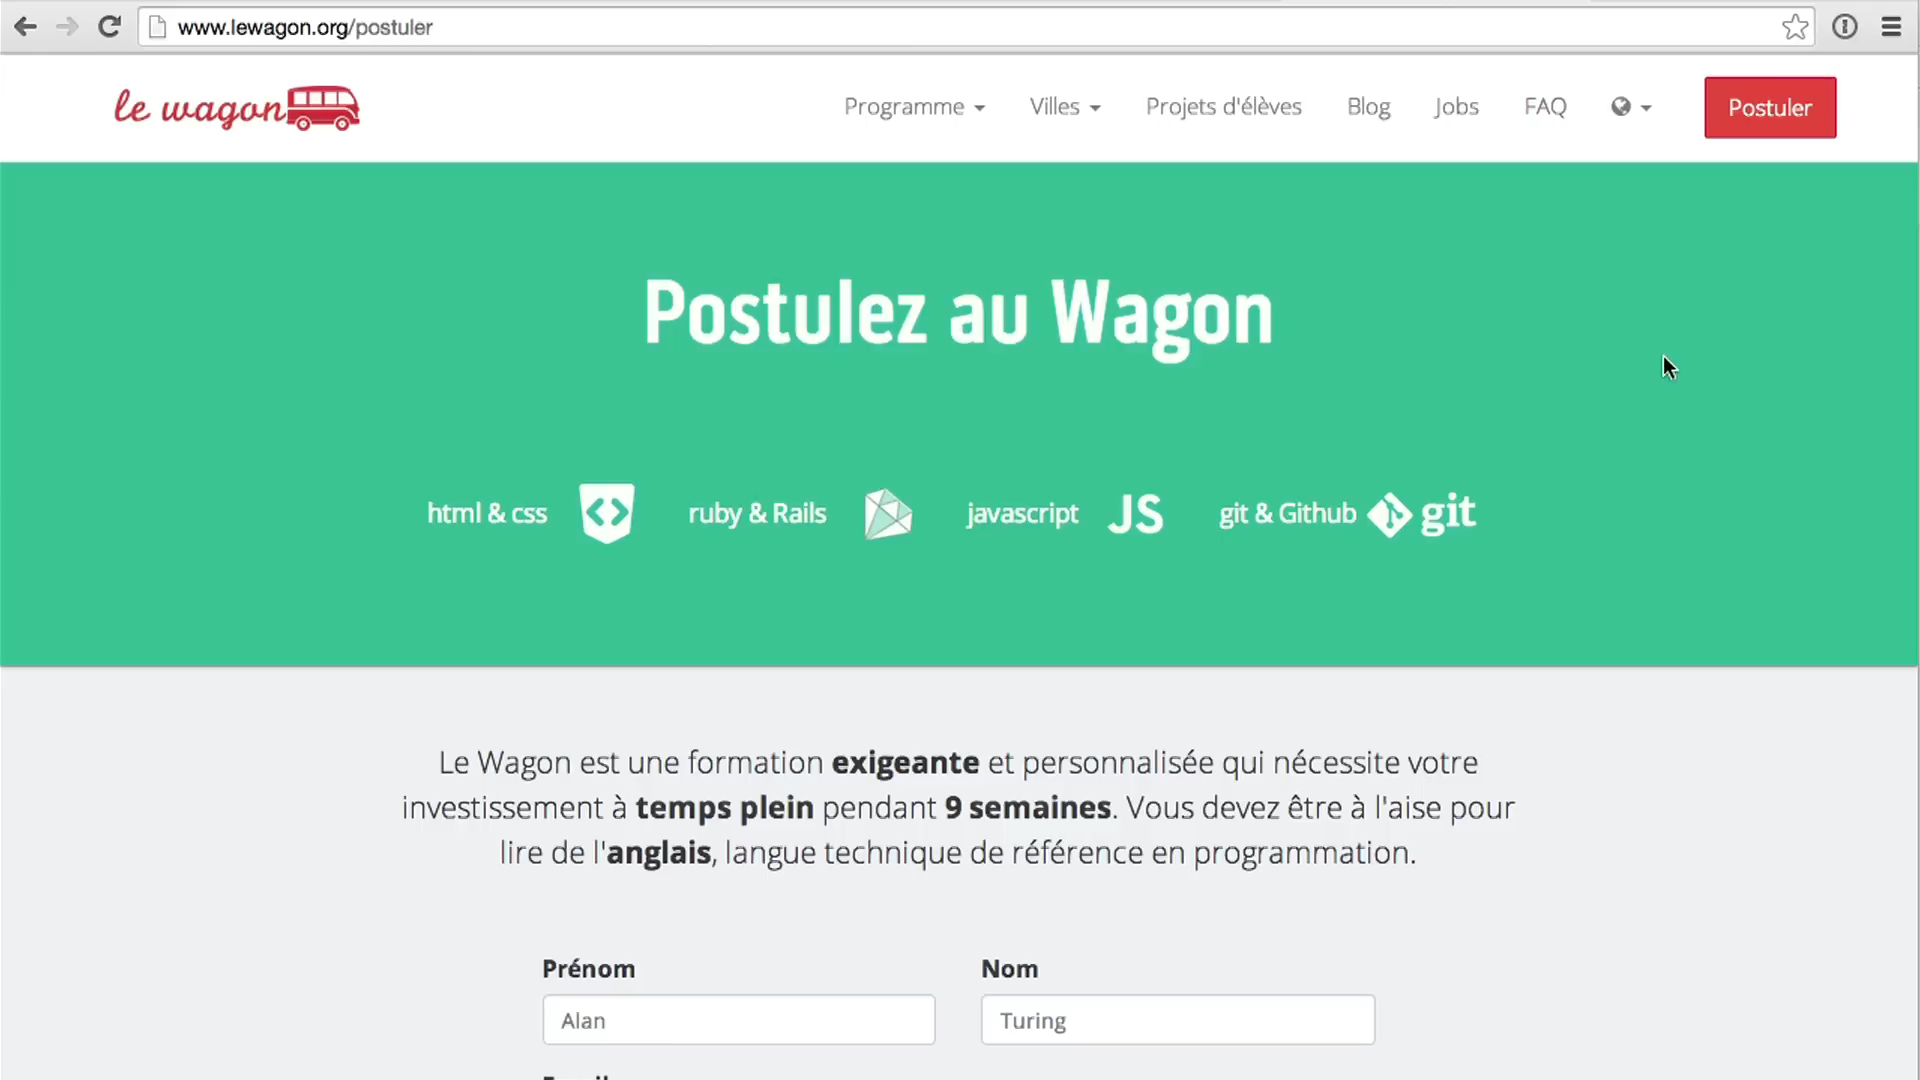 www.lewagon.org/postuler
le wagon
Programme
Villes
Projets d'élèves
Blog
Jobs
FAQ
Postuler
Postulez au Wagon
html & css
ruby & Rails
javascript JS
git & Github git
Le Wagon est une formation exigeante et personnalisée qui nécessite votre
investissement à temps plein pendant 9 semaines. Vous devez être à l'aise pour
lire de l'anglais, langue technique de référence en programmation.
Prénom
Nom
Alan
Turing